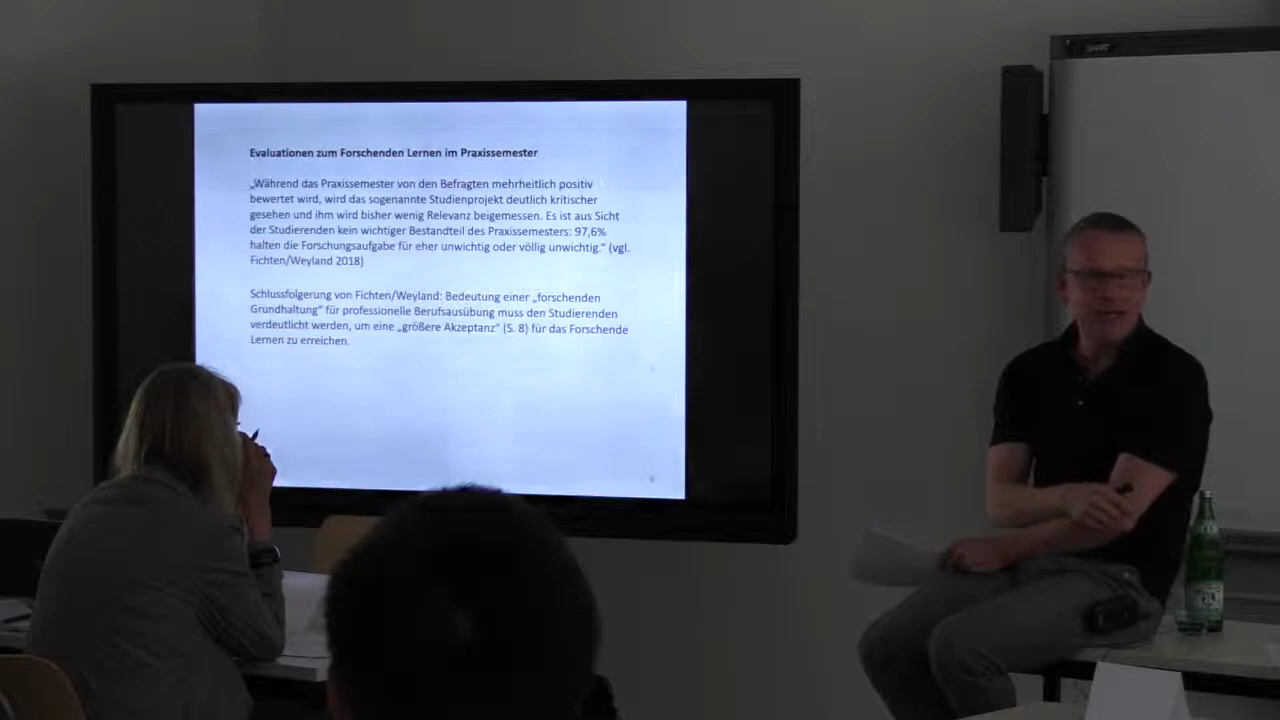 Evaluationen zum Forschenden Lernen im Praxissemester
„Während das Praxissemester von den Befragten mehrheitlich positiv
bewertet wird, wird das sogenannte Studienprojekt deutlich kritischer
gesehen und ihm wird bisher wenig Relevanz beigemessen. Es ist aus Sicht
der Studierenden kein wichtiger Bestandteil des Praxissemesters: 97,6%
halten die Forschungsaufgabe für eher unwichtig oder völlig unwichtig.“ (vgl.
Fichten/Weyland 2018)
Schlussfolgerung von Fichten/Weyland: Bedeutung einer „forschenden
Grundhaltung“ für professionelle Berufsausübung muss den Studierenden
verdeutlicht werden, um eine „größere Akzeptanz“ (S. 8) für das Forschende
Lernen zu erreichen.